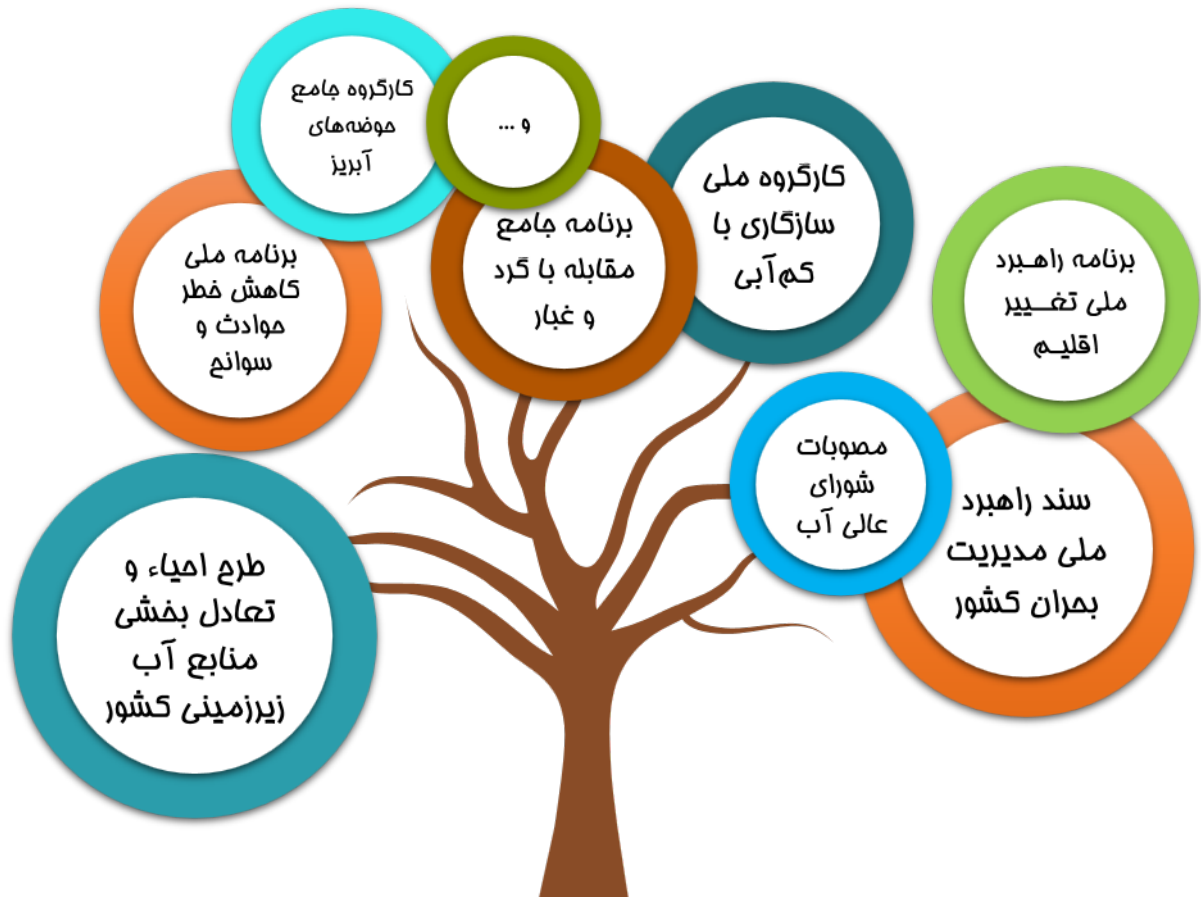 کارگروه جامع
حوضه‌های
آبریز
و ...
کارگروه ملی
سازگاری با
کم‌آبی
برنامه راهبرد
ملی تغییر
اقلیم
برنامه جامع
مقابله با گرد
و غبار
برنامه ملی
کاهش خطر
حوادث و
سوانح
مصوبات
شورای
عالی آب
سند راهبرد
ملی مدیریت
بحران کشور
طرح احیاء و
تعادل بخشی
منابع آب
زیرزمینی کشور